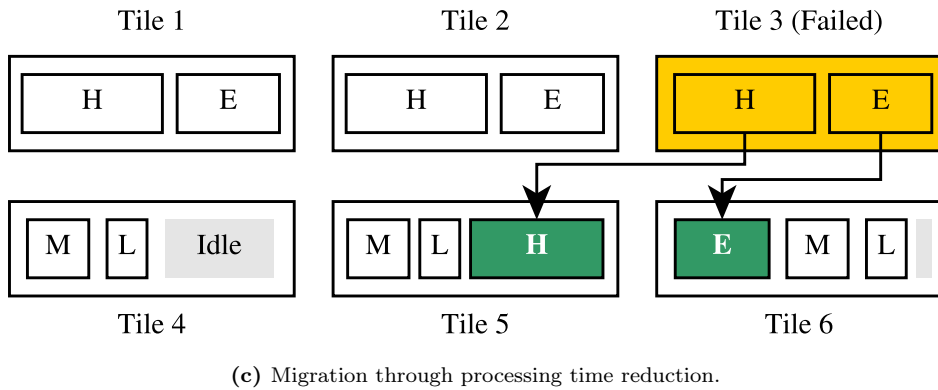 Tile 1 Tile 2 Tile 3 (Failed)
H E H E H E
M L Idle M L H E M L
Tile 4 Tile 5 Tile 6
(c) Migration through processing time reduction.